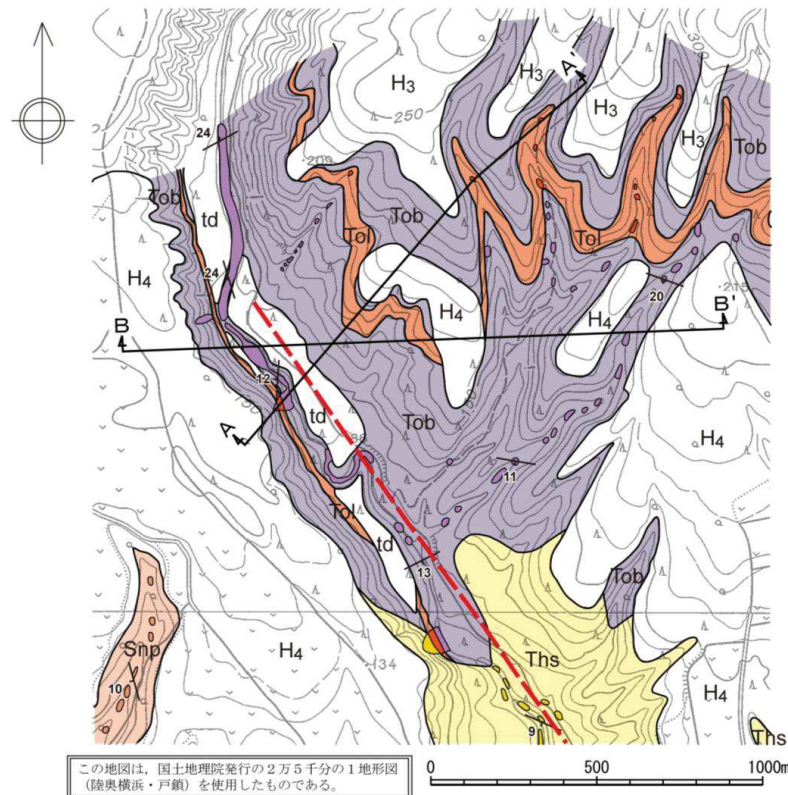 H3
A'
H3
H3
H3
Tob
300
250
24
209
Tob
td
Tob
Tol
Tol
H4
24
H4
H4
20
215
B
B'
12
A
td
Tob
H4
11
Tol
td
13
Tob
Ths
Snp
H4
134
10
H4
9
Ths
この地図は，国土地理院発行の２万５千分の１地形図
（陸奥横浜・戸鎖）を使用したものである。
0 500 1000m